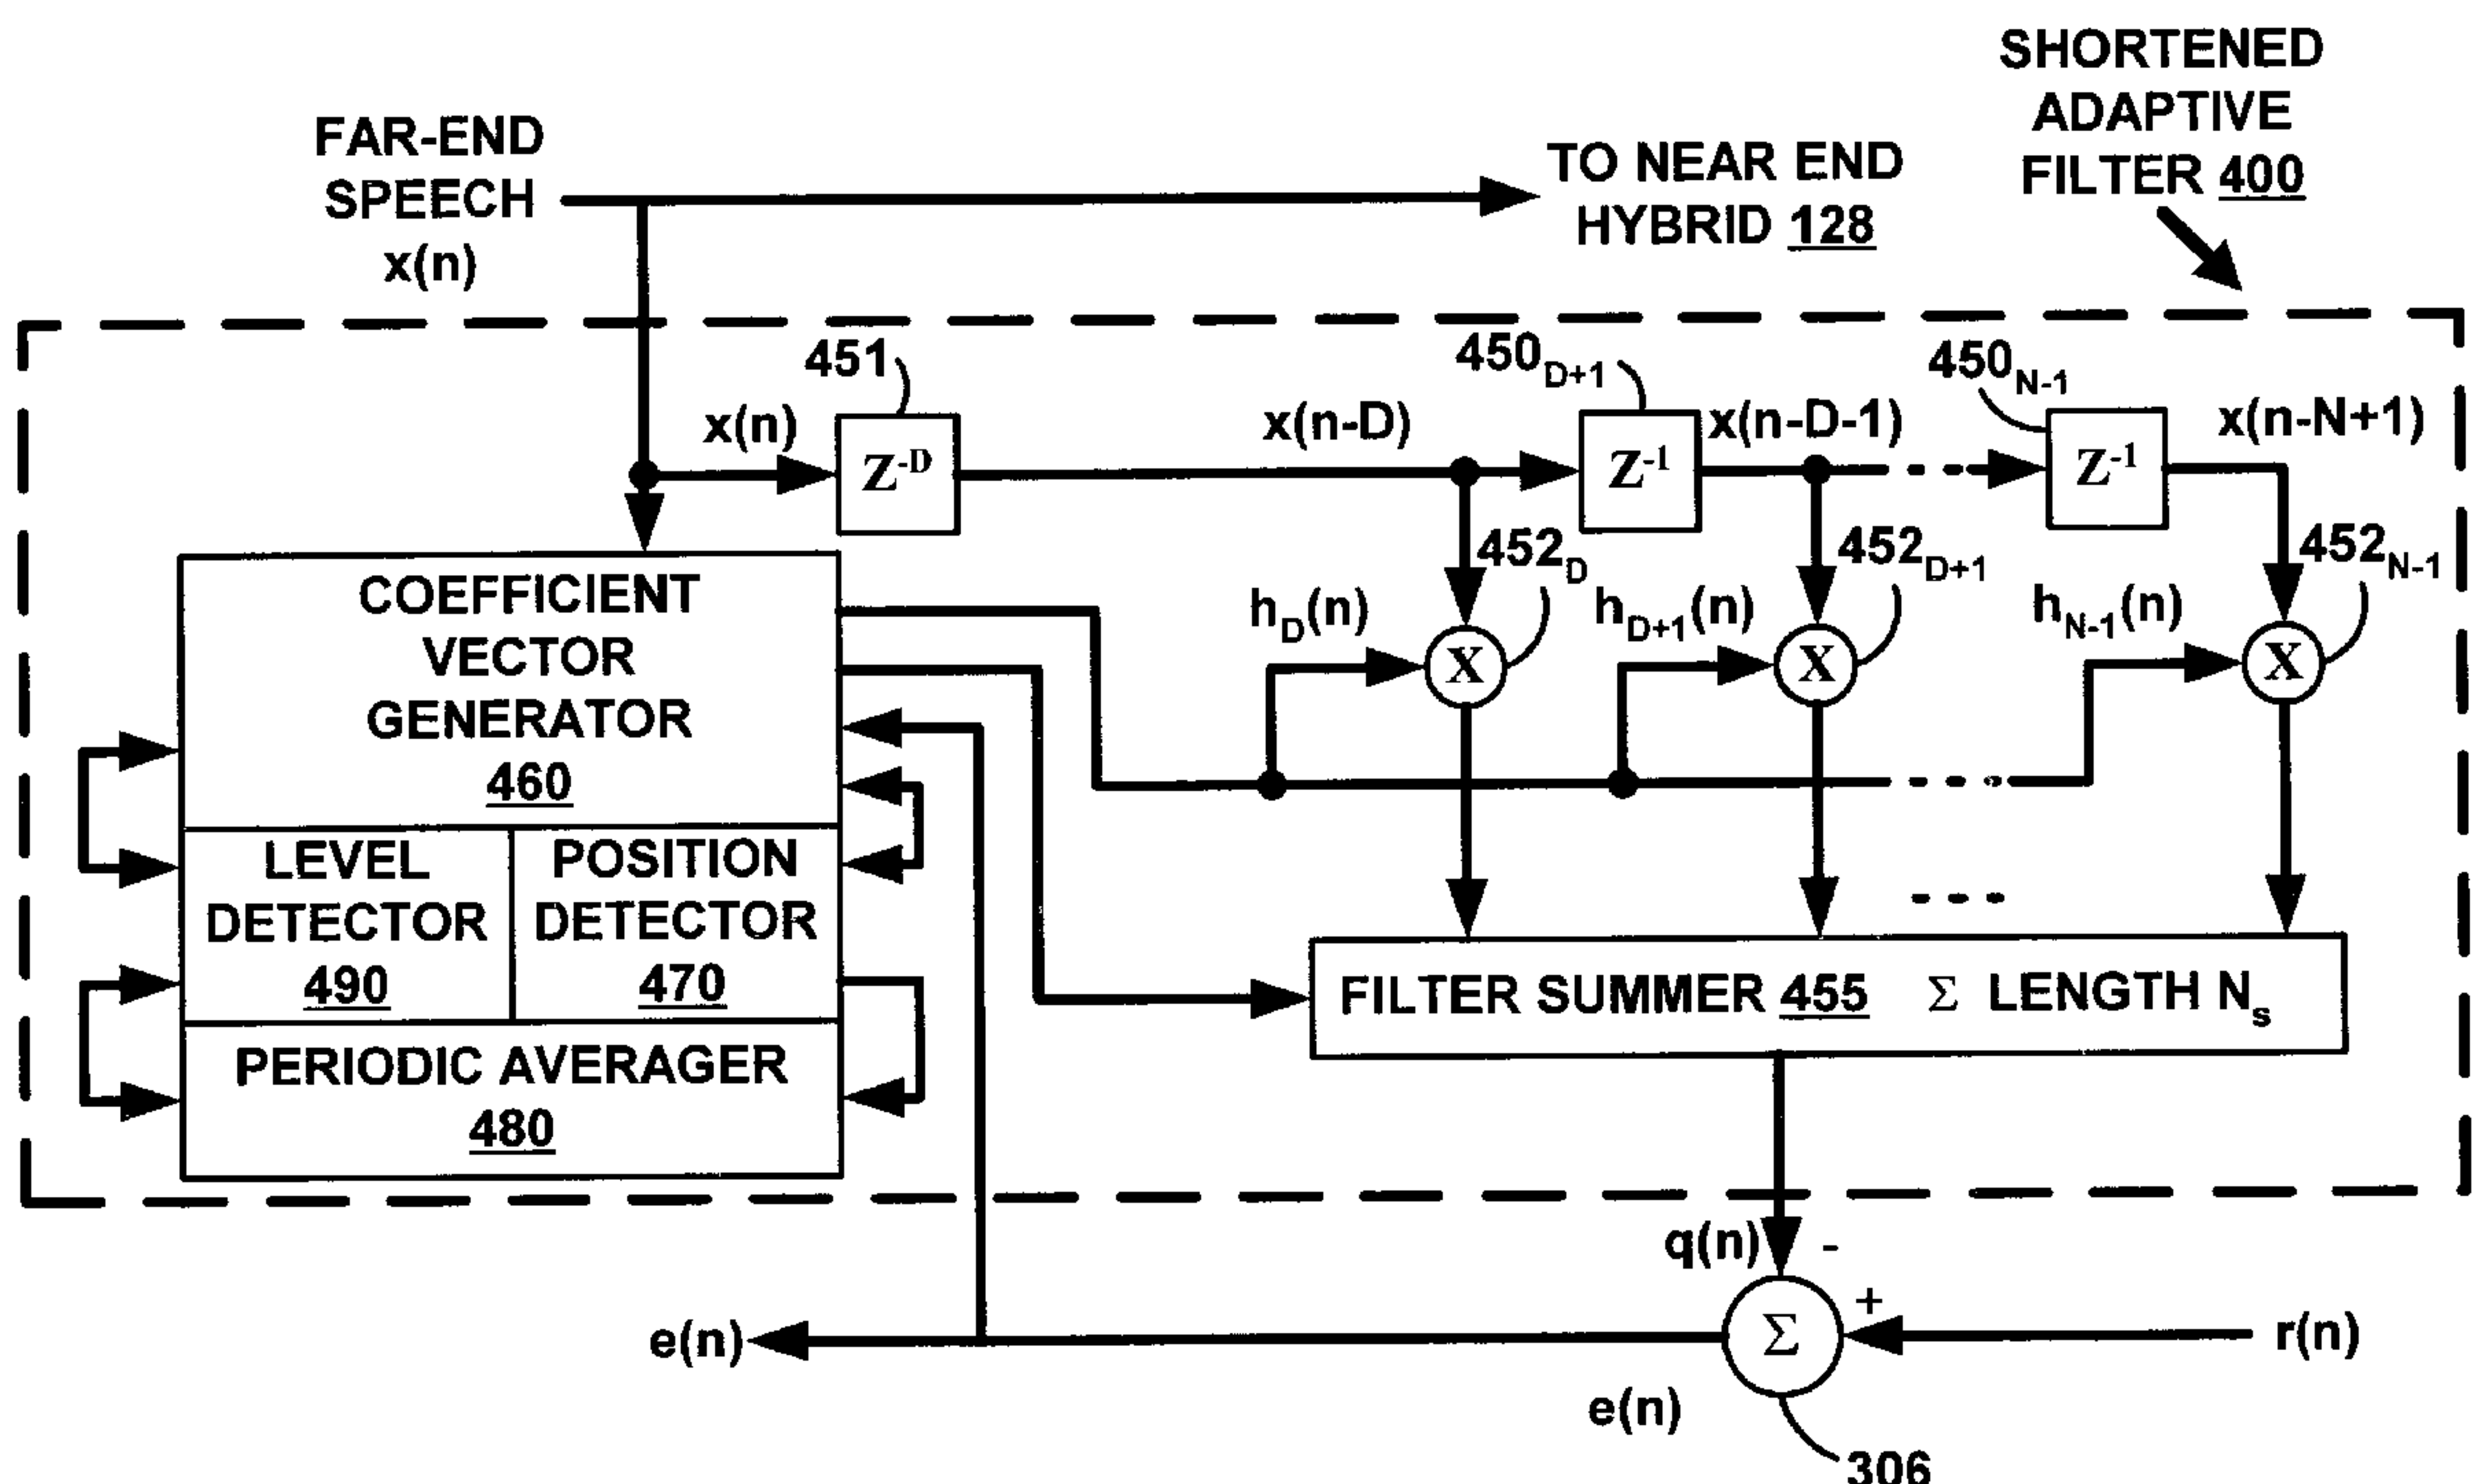 SHORTENED
ADAPTIVE
FILTER 400
FAR-END
SPEECH
x(n)
TO NEAR END
HYBRID 128
451
450D+1
450N-1
x(n)
Z-D
x(n-D)
Z-1
x(n-D-1)
Z-1
x(n-N+1)
452D
452D+1
452N-1
hD(n)
hD+1(n)
hN-1(n)
X
X
X
COEFFICIENT
VECTOR
GENERATOR
460
LEVEL
DETECTOR
490
POSITION
DETECTOR
470
PERIODIC AVERAGER
480
FILTER SUMMER 455 Σ LENGTH Ns
q(n)
-
+
Σ
r(n)
e(n)
e(n)
306